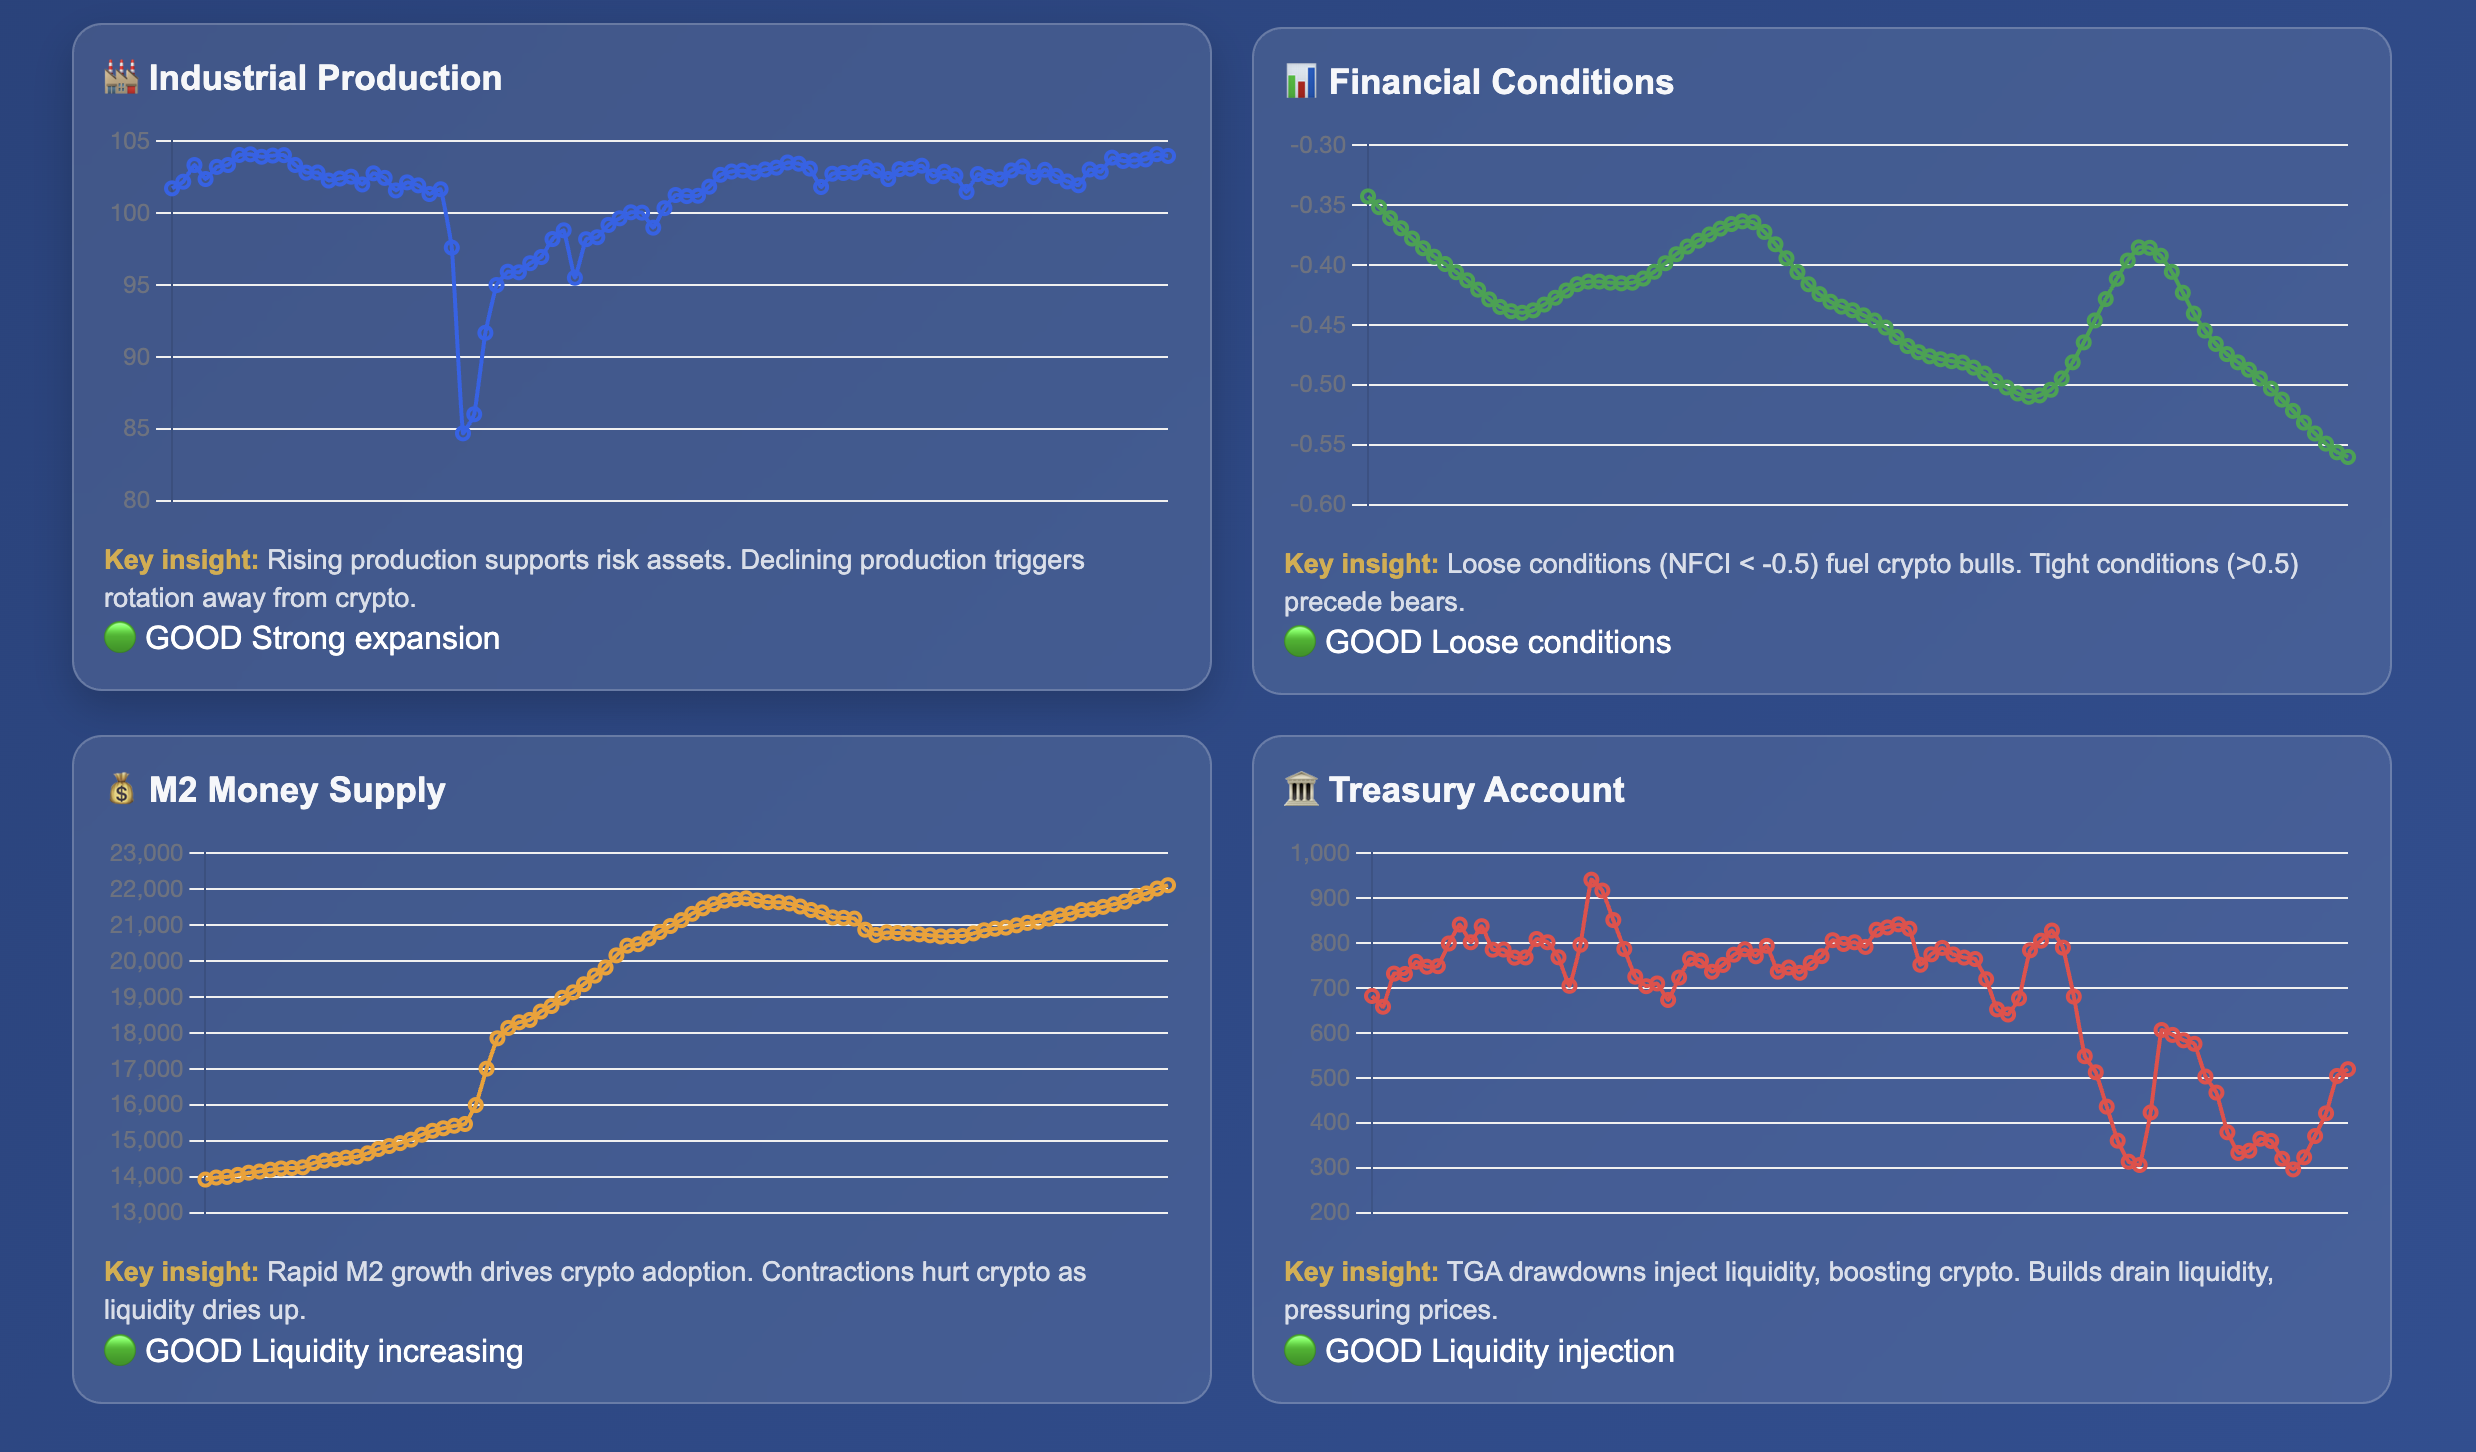 🏭 Industrial Production
105
100
95
90
85
80
Key insight: Rising production supports risk assets. Declining production triggers
rotation away from crypto.
🟢 GOOD Strong expansion
📊 Financial Conditions
-0.30
-0.35
-0.40
-0.45
-0.50
-0.55
-0.60
Key insight: Loose conditions (NFCI < -0.5) fuel crypto bulls. Tight conditions (>0.5)
precede bears.
🟢 GOOD Loose conditions
💰 M2 Money Supply
23,000
22,000
21,000
20,000
19,000
18,000
17,000
16,000
15,000
14,000
13,000
Key insight: Rapid M2 growth drives crypto adoption. Contractions hurt crypto as
liquidity dries up.
🟢 GOOD Liquidity increasing
🏛️ Treasury Account
1,000
900
800
700
600
500
400
300
200
Key insight: TGA drawdowns inject liquidity, boosting crypto. Builds drain liquidity,
pressuring prices.
🟢 GOOD Liquidity injection